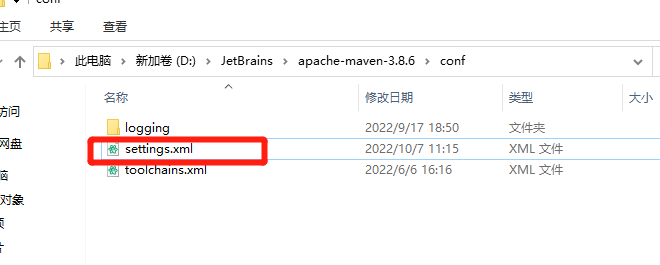 conf
主页 共享 查看
此电脑 新加卷 (D:) JetBrains apache-maven-3.8.6 conf
名称 修改日期 类型 大小
访问
logging 2022/9/17 18:50 文件夹
网盘
settings.xml 2022/10/7 11:15 XML 文件
toolchains.xml 2022/6/6 16:16 XML 文件
对象